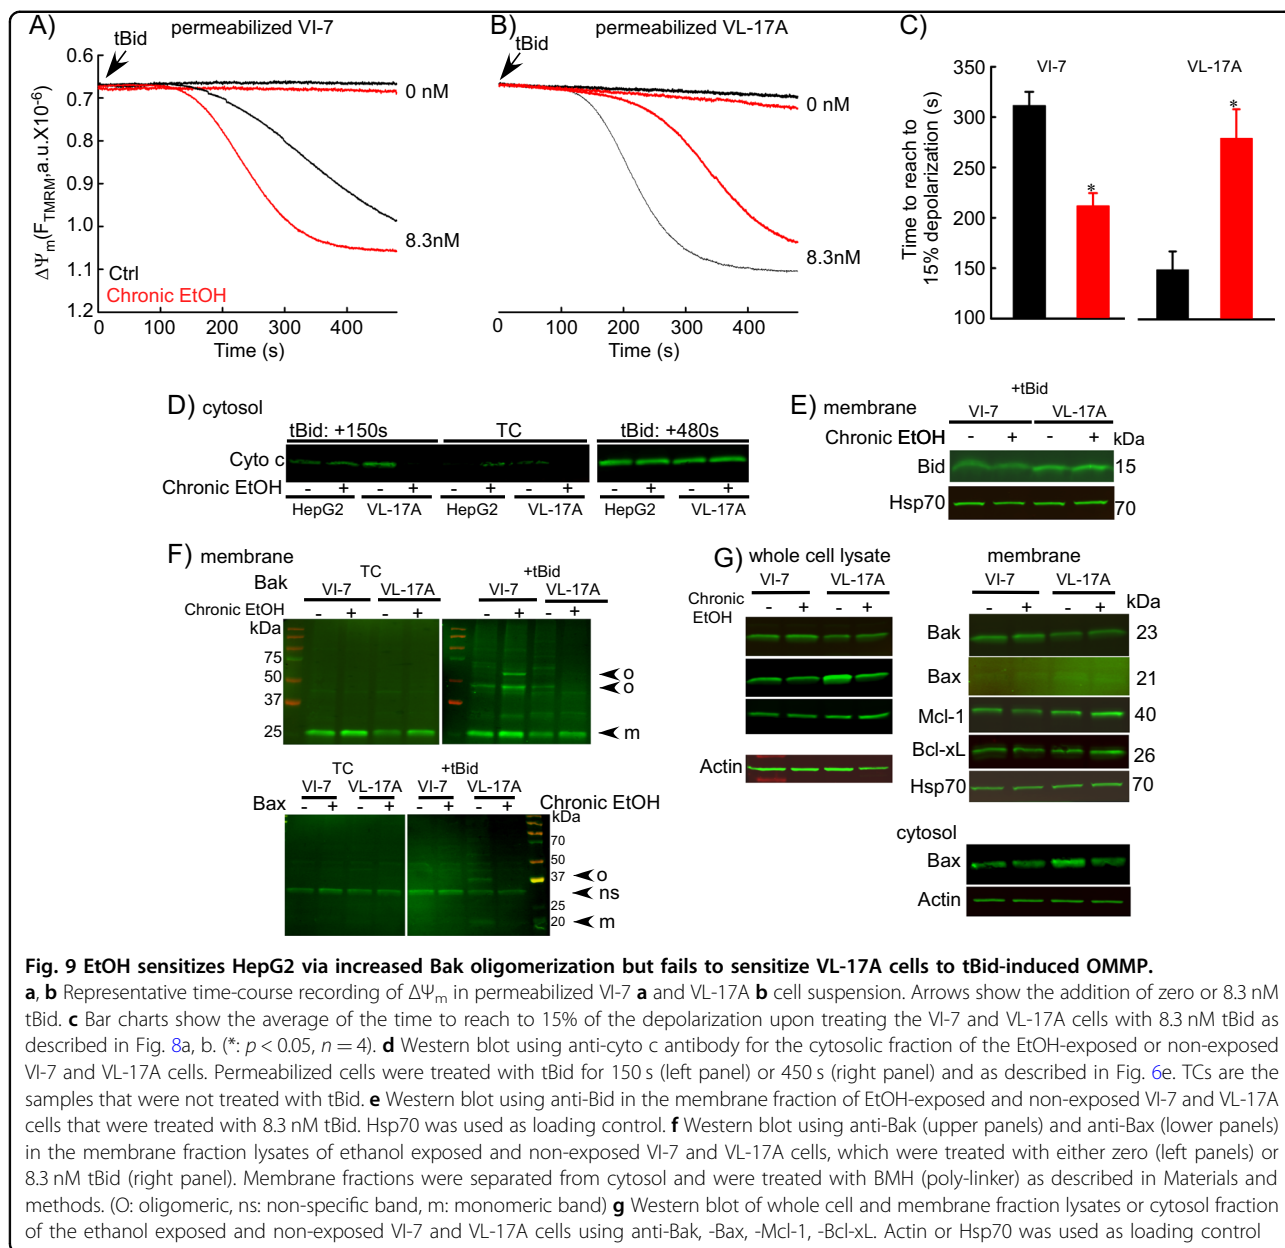 A) permeabilized VI-7
tBid
0.6
0.7
0.8
0.9
1.0
1.1
1.2
ΔΨm(FTMRM,a.u.X10-6)
0 nM
8.3nM
Ctrl
Chronic EtOH
0 100 200 300 400
Time (s)
B) permeabilized VL-17A
tBid
0 nM
8.3nM
0 100 200 300 400
Time (s)
C)
VI-7 VL-17A
350
300
250
200
150
100
Time to reach to
15% depolarization (s)
* *
D) cytosol
tBid: +150s TC tBid: +480s
Cyto c
Chronic EtOH - + - + - + - + - + - +
HepG2 VL-17A HepG2 VL-17A HepG2 VL-17A
E) membrane
+tBid
VI-7 VL-17A
Chronic EtOH - + - + kDa
Bid 15
Hsp70 70
F) membrane
Bak
TC +tBid
VI-7 VL-17A VI-7 VL-17A
Chronic EtOH - + - + - + - +
kDa
75
50
37
25
o
o
m
TC +tBid
VI-7 VL-17A VI-7 VL-17A
Bax - + - + - + - + Chronic EtOH
kDa
70
50
37
25
20
o
ns
m
G) whole cell lysate membrane
VI-7 VL-17A VI-7 VL-17A
Chronic
EtOH
- + - + - + - + kDa
Bak 23
Bax 21
Mcl-1 40
Bcl-xL 26
Actin
Hsp70 70
cytosol
Bax
Actin
Fig. 9 EtOH sensitizes HepG2 via increased Bak oligomerization but fails to sensitize VL-17A cells to tBid-induced OMMP.
a, b Representative time-course recording of ΔΨm in permeabilized VI-7 a and VL-17A b cell suspension. Arrows show the addition of zero or 8.3 nM
tBid. c Bar charts show the average of the time to reach to 15% of the depolarization upon treating the VI-7 and VL-17A cells with 8.3 nM tBid as
described in Fig. 8a, b. (*: p < 0.05, n = 4). d Western blot using anti-cyto c antibody for the cytosolic fraction of the EtOH-exposed or non-exposed
VI-7 and VL-17A cells. Permeabilized cells were treated with tBid for 150 s (left panel) or 450 s (right panel) and as described in Fig. 6e. TCs are the
samples that were not treated with tBid. e Western blot using anti-Bid in the membrane fraction of EtOH-exposed and non-exposed VI-7 and VL-17A
cells that were treated with 8.3 nM tBid. Hsp70 was used as loading control. f Western blot using anti-Bak (upper panels) and anti-Bax (lower panels)
in the membrane fraction lysates of ethanol exposed and non-exposed VI-7 and VL-17A cells, which were treated with either zero (left panels) or
8.3 nM tBid (right panel). Membrane fractions were separated from cytosol and were treated with BMH (poly-linker) as described in Materials and
methods. (O: oligomeric, ns: non-specific band, m: monomeric band) g Western blot of whole cell and membrane fraction lysates or cytosol fraction
of the ethanol exposed and non-exposed VI-7 and VL-17A cells using anti-Bak, -Bax, -Mcl-1, -Bcl-xL. Actin or Hsp70 was used as loading control